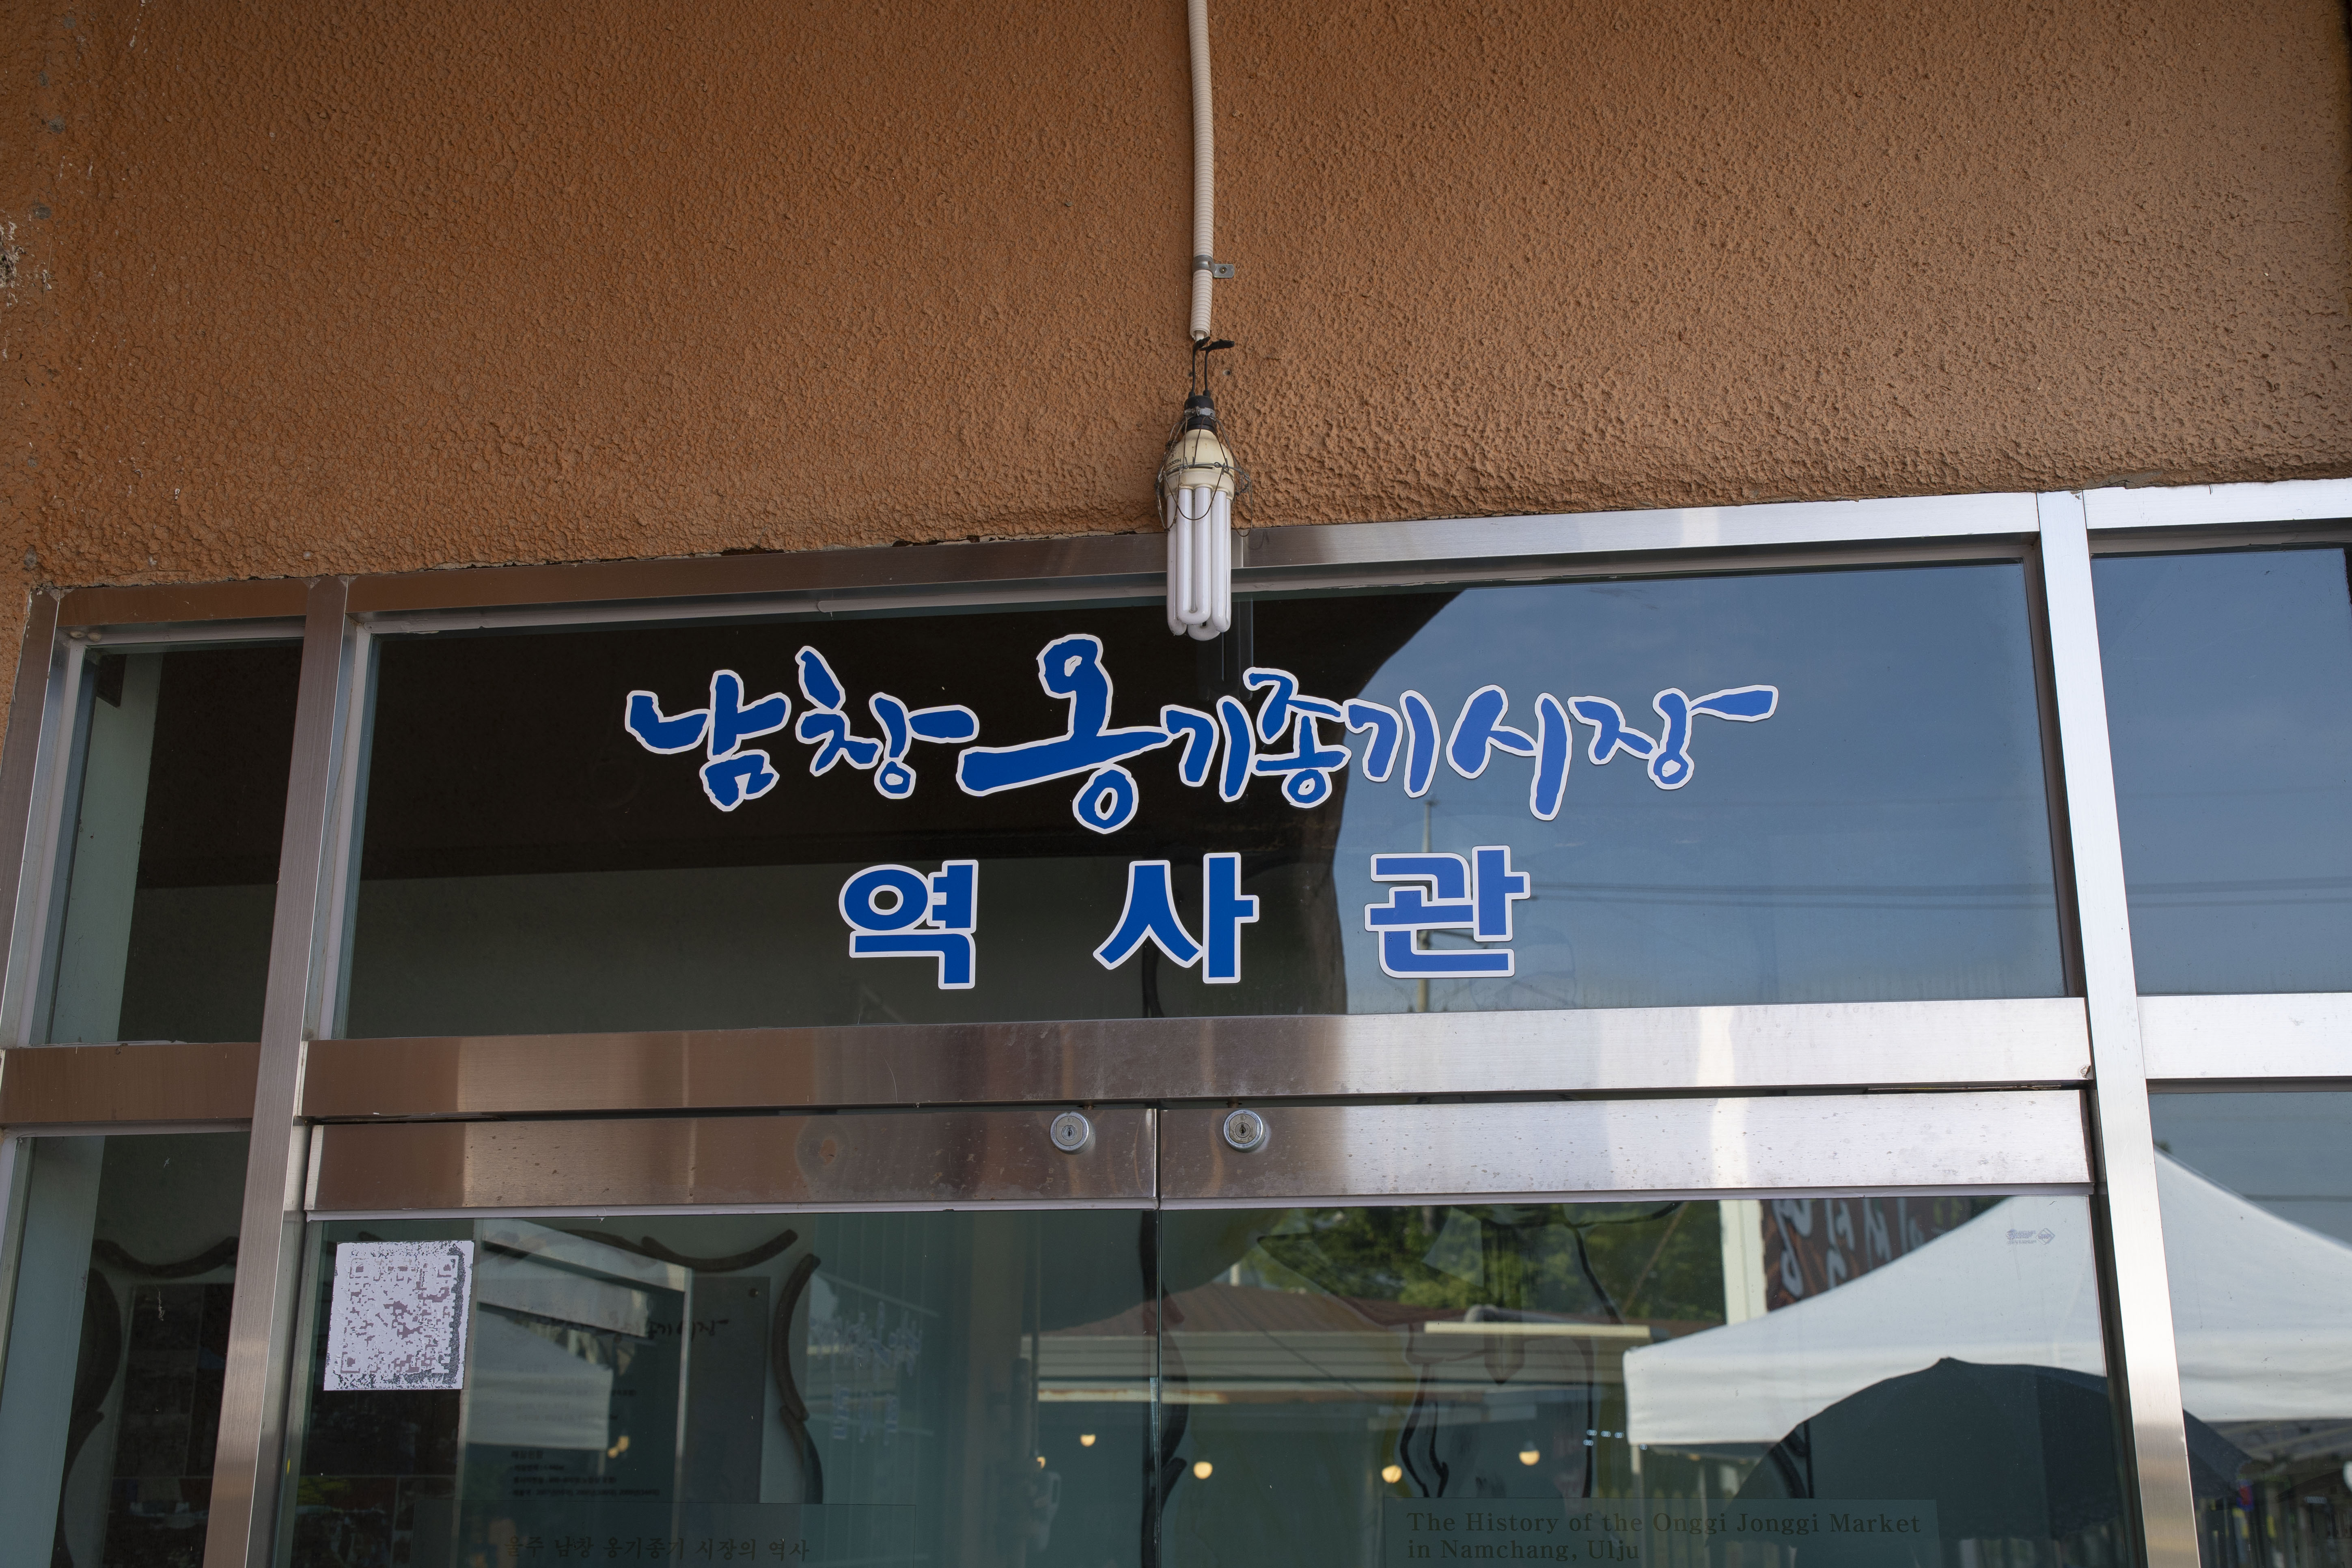 남창옹기종기시장
역사관
울주 남창 옹기종기 시장의 역사
The History of the Onggi Jonggi Market
in Namchang, Ulju